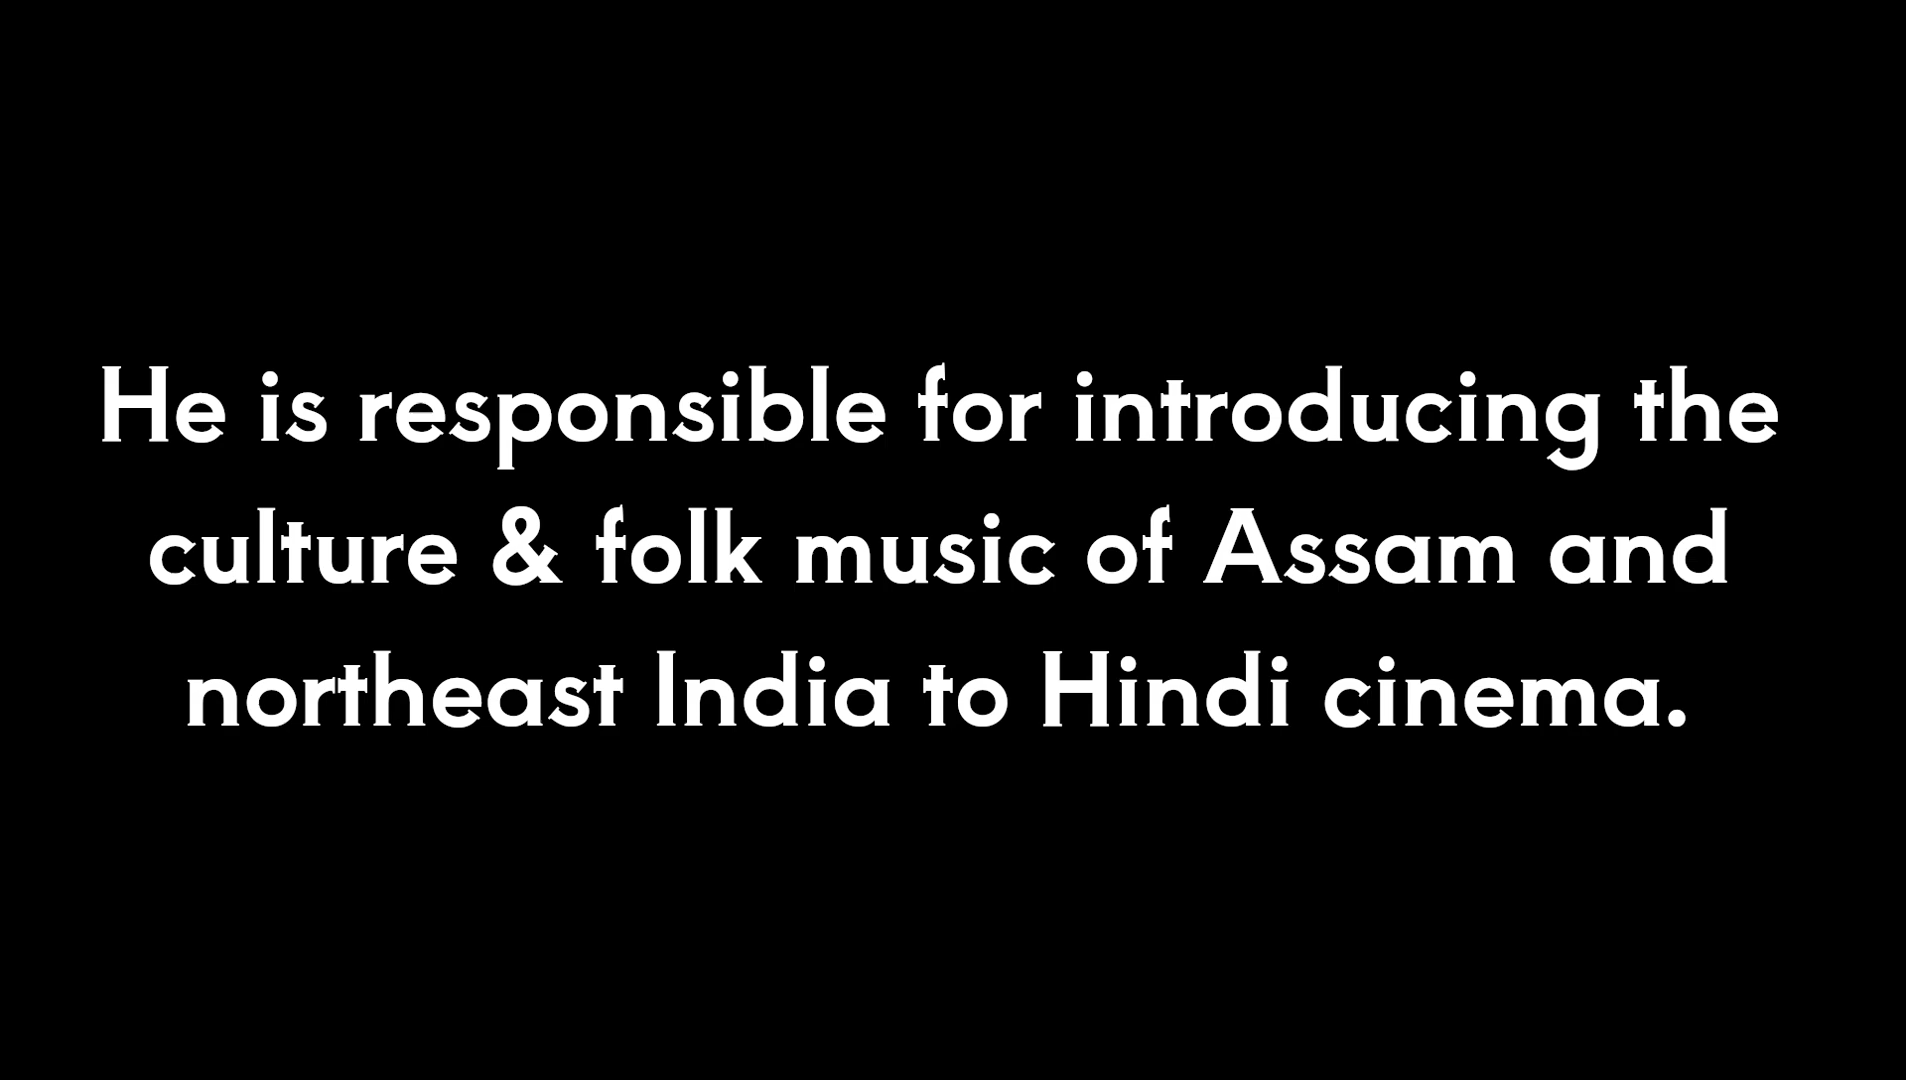 He is responsible for introducing the
culture & folk music of Assam and
northeast India to Hindi cinema.